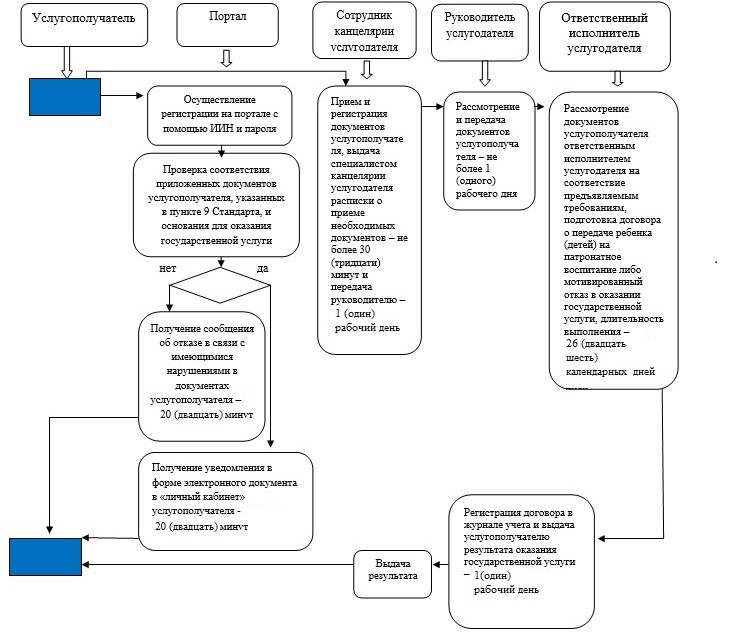 Услугополучатель
Портал
Сотрудник
канцелярии
услугодателя
Руководитель
услугодателя
Ответственный
исполнитель
услугодателя
Осуществление
регистрации на портале с
помощью ИИН и пароля
Проверка соответствия
приложенных документов
услугополучателя, указанных
в пункте 9 Стандарта, и
основания для оказания
государственной услуги
нет
да
Получение сообщения
об отказе в связи с
имеющимися
нарушениями в
документах
услугополучателя –
20 (двадцать) минут
Получение уведомления в
форме электронного документа
в «личный кабинет»
услугополучателя -
20 (двадцать) минут
Прием и
регистрация
документов
услугополучате
ля, выдача
специалистом
канцелярии
услугодателя
расписки о
приеме
необходимых
документов – не
более 30
(тридцати)
минут и
передача
руководителю –
1 (один)
рабочий день
Рассмотрение
и передача
документов
услугополуча
теля – не
более 1
(одного)
рабочего дня
Рассмотрение
документов
услугополучателя
ответственным
исполнителем
услугодателя на
соответствие
предъявляемым
требованиям,
подготовка договора
о передаче ребенка
(детей) на
патронатное
воспитание либо
мотивированный
отказ в оказании
государственной
услуги, длительность
выполнения –
26 (двадцать
шесть)
календарных дней
Регистрация договора в
журнале учета и выдача
услугополучателю
результата оказания
государственной услуги
– 1(один)
рабочий день
Выдача
результата
.